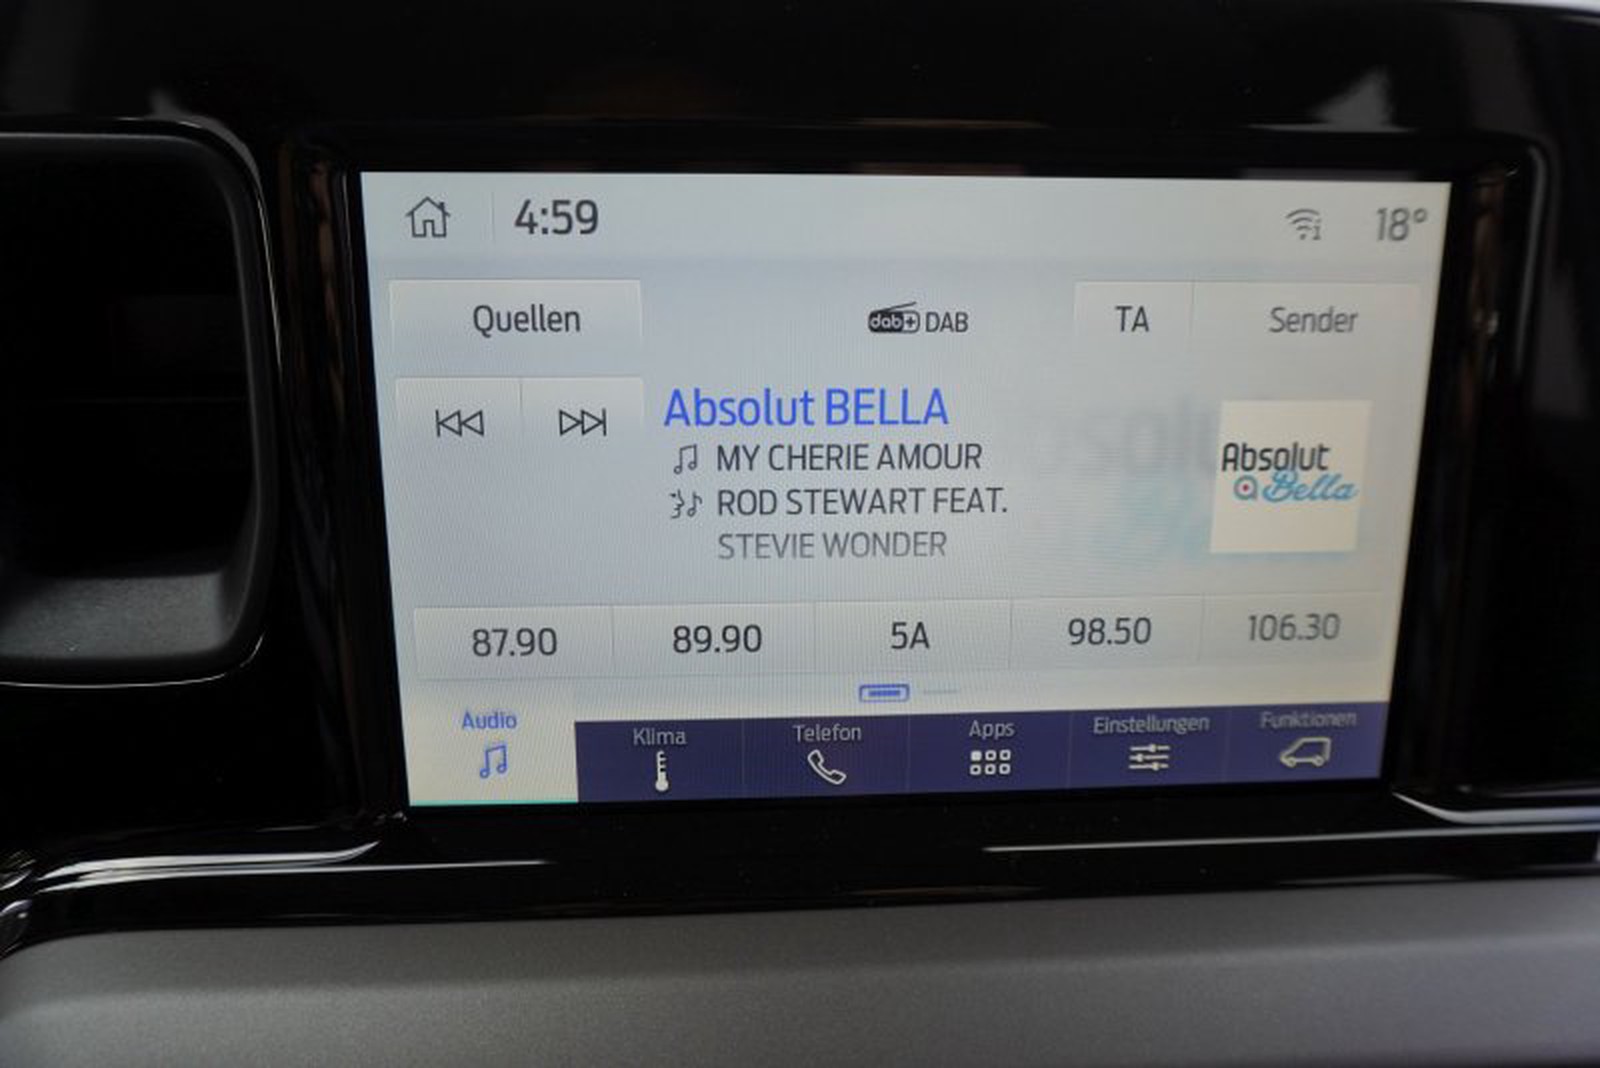 4:59
18°
Quellen
dab+ DAB
TA
Sender
Absolut BELLA
MY CHERIE AMOUR
ROD STEWART FEAT.
STEVIE WONDER
Absolut
Bella
87.90
89.90
5A
98.50
106.30
Audio
Klima
Telefon
Apps
Einstellungen
Funktionen